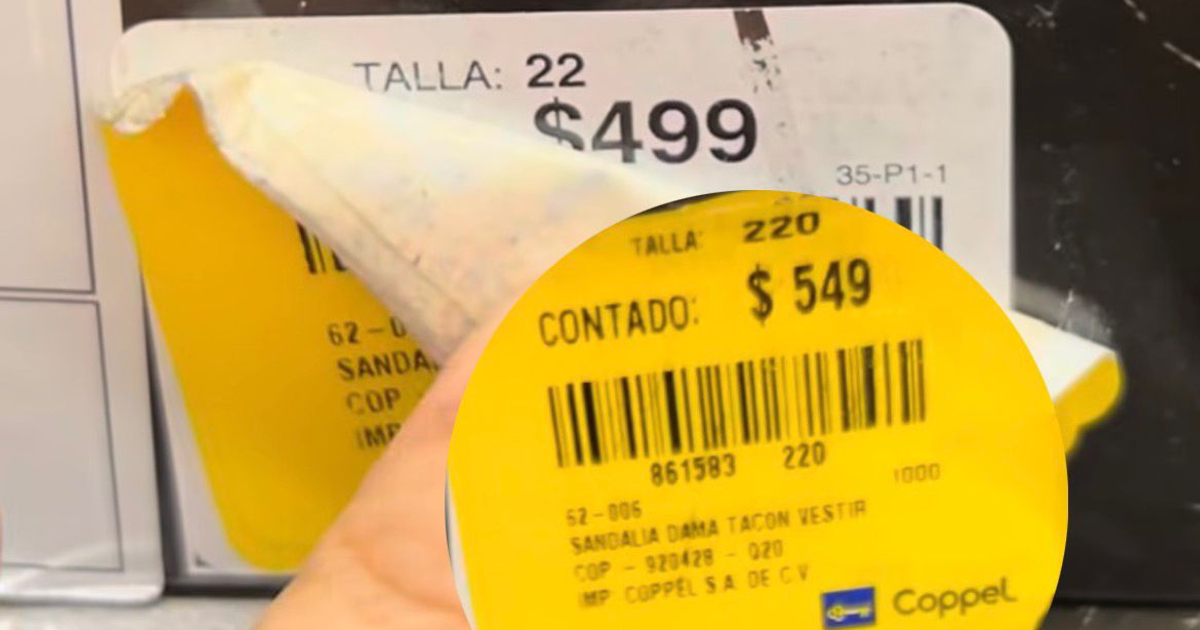 TALLA: 22
$499
35-P1-1
62-0
SANDA
COP
IMP
TALLA: 220
CONTADO: $ 549
861583 220
1000
62-006
SANDALIA DAMA TACON VESTIR
COP - 920428 - 020
IMP. COPPEL S.A. DE C V
Coppel